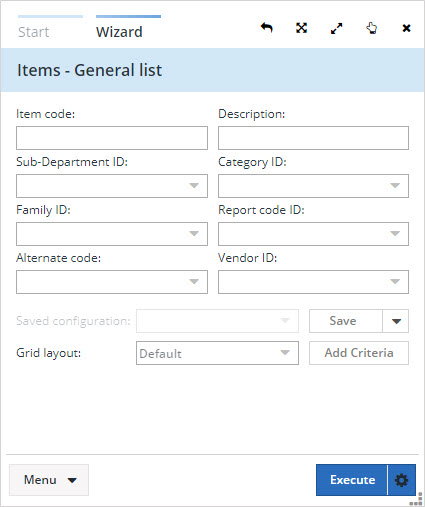 Start Wizard
Items - General list
Item code: Description:
Sub-Department ID: Category ID:
Family ID: Report code ID:
Alternate code: Vendor ID:
Saved configuration: Save
Grid layout: Default Add Criteria
Menu Execute